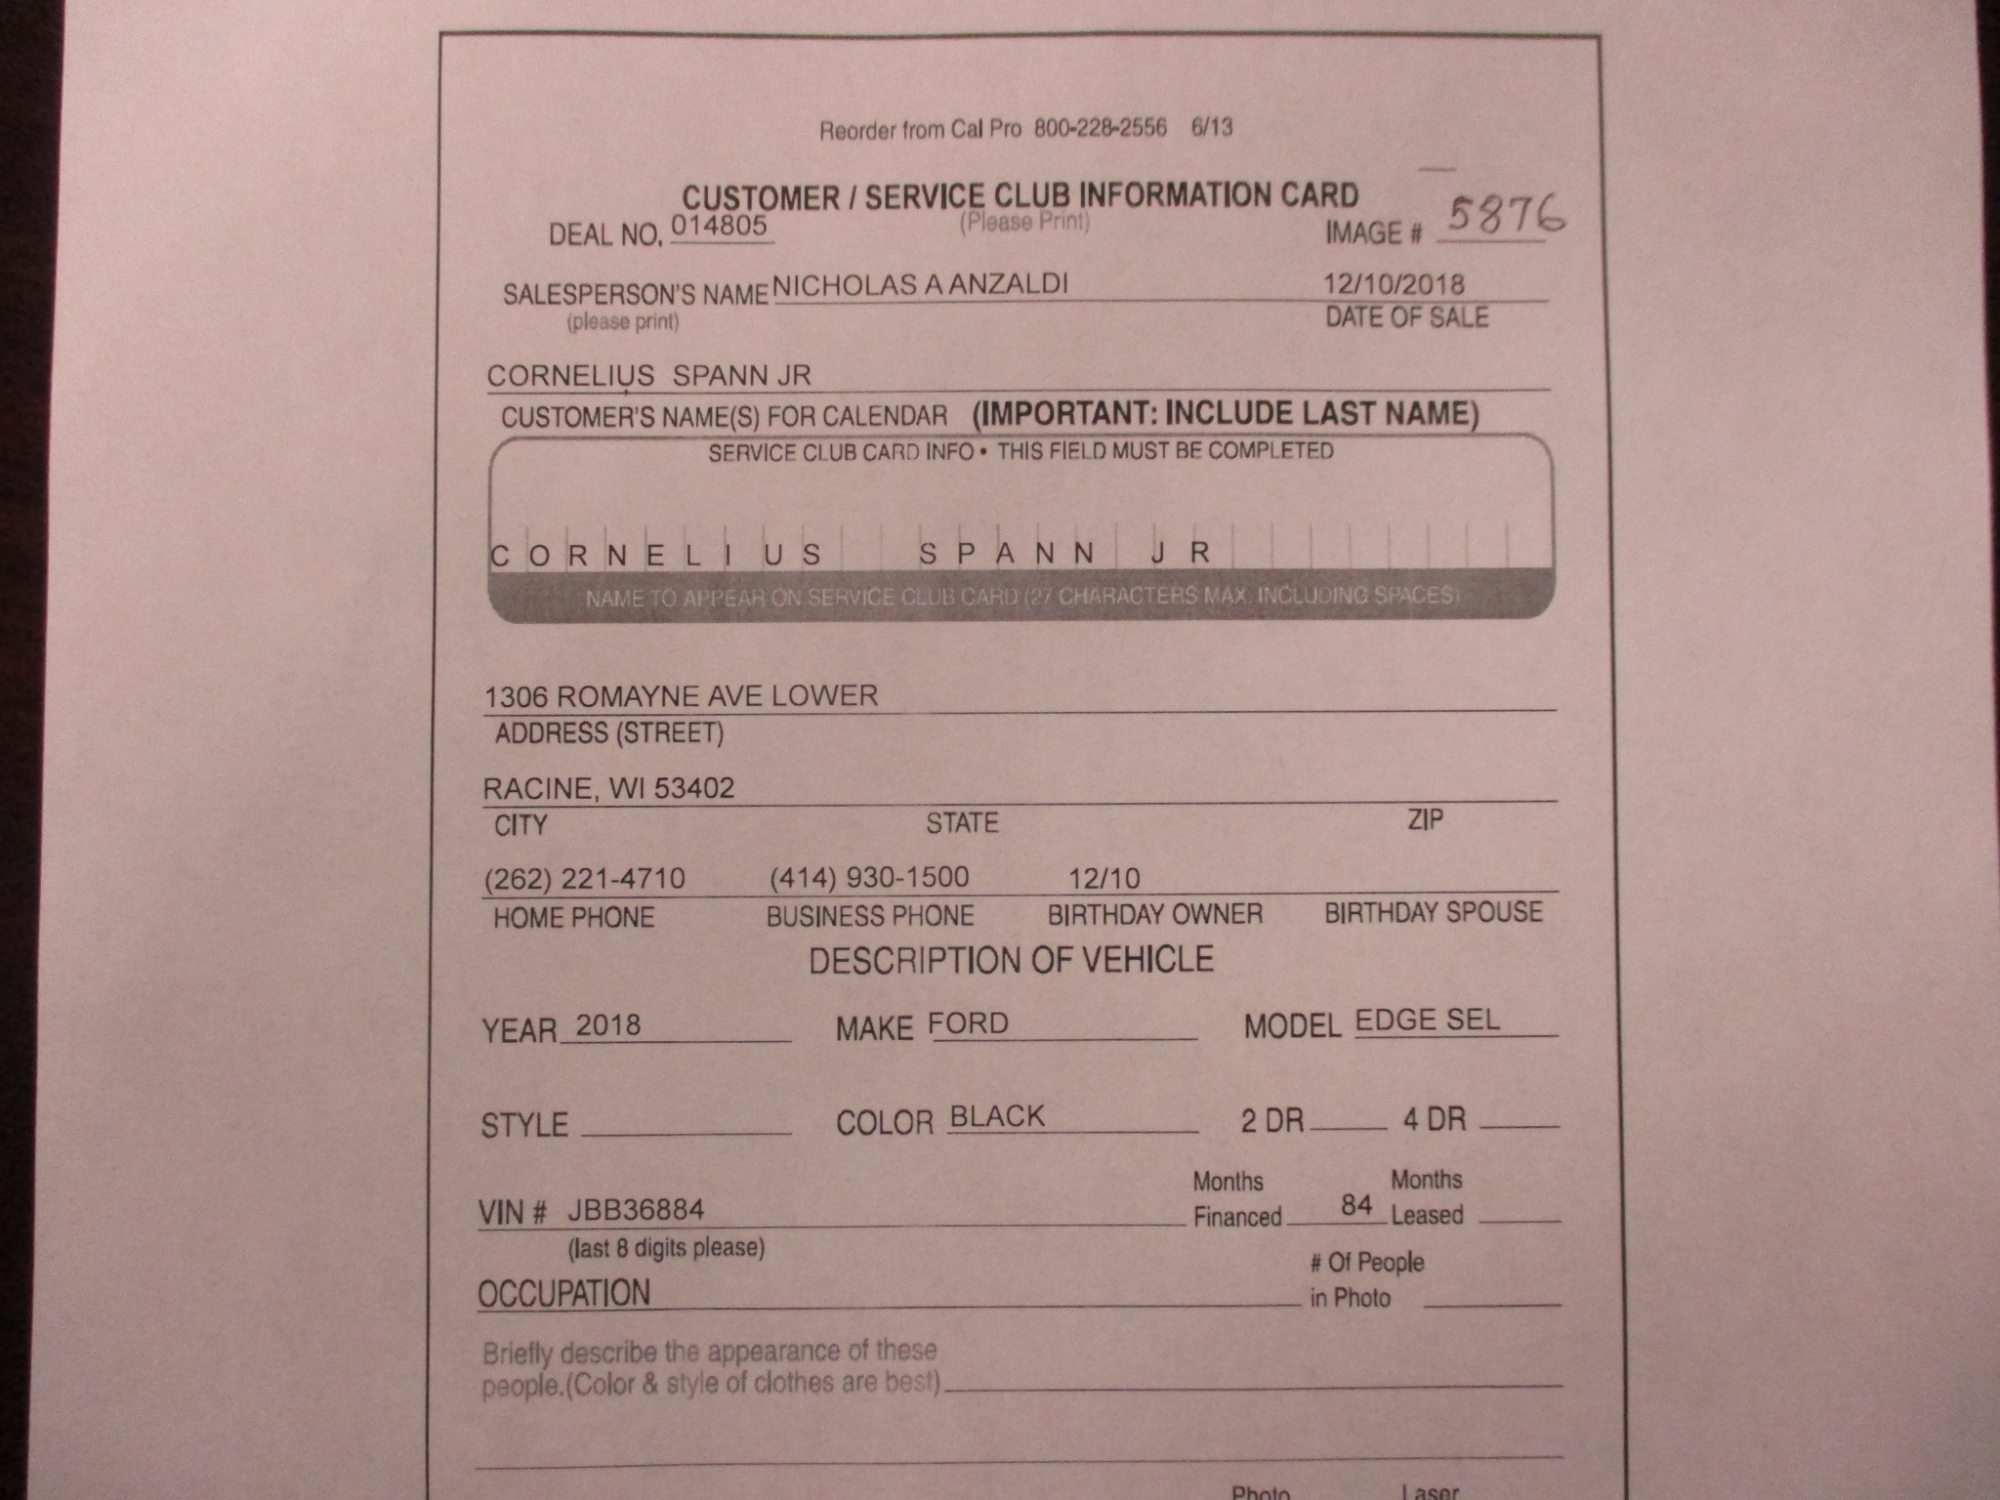 Reorder from Cal Pro 800-228-2556 6/13
CUSTOMER / SERVICE CLUB INFORMATION CARD
DEAL NO. 014805 (Please Print) IMAGE # 5876
SALESPERSON'S NAME NICHOLAS A ANZALDI 12/10/2018
(please print) DATE OF SALE
CORNELIUS SPANN JR
CUSTOMER'S NAME(S) FOR CALENDAR (IMPORTANT: INCLUDE LAST NAME)
SERVICE CLUB CARD INFO • THIS FIELD MUST BE COMPLETED
CORNELIUS SPANN JR
NAME TO APPEAR ON SERVICE CLUB CARD (27 CHARACTERS MAX. INCLUDING SPACES)
1306 ROMAYNE AVE LOWER
ADDRESS (STREET)
RACINE, WI 53402
CITY STATE ZIP
(262) 221-4710 (414) 930-1500 12/10
HOME PHONE BUSINESS PHONE BIRTHDAY OWNER BIRTHDAY SPOUSE
DESCRIPTION OF VEHICLE
YEAR 2018 MAKE FORD MODEL EDGE SEL
STYLE COLOR BLACK 2 DR 4 DR
Months Months
VIN # JBB36884 Financed 84 Leased
(last 8 digits please)
# Of People
OCCUPATION in Photo
Briefly describe the appearance of these
people.(Color & style of clothes are best)
Photo Laser